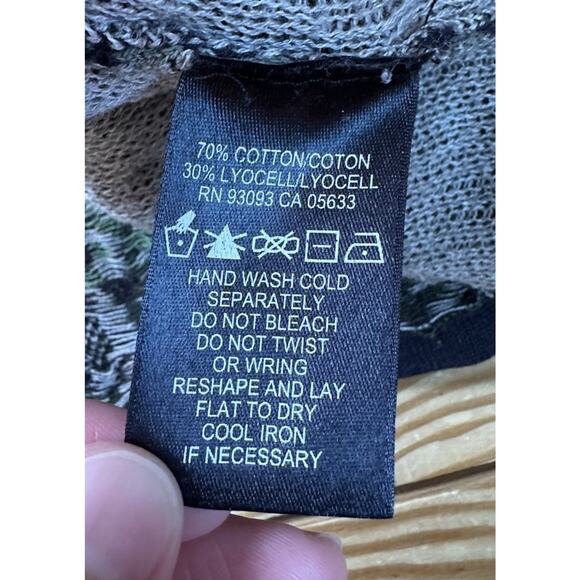 70% COTTON/COTON
30% LYOCELL/LYOCELL
RN 93093 CA 05633
HAND WASH COLD
SEPARATELY
DO NOT BLEACH
DO NOT TWIST
OR WRING
RESHAPE AND LAY
FLAT TO DRY
COOL IRON
IF NECESSARY